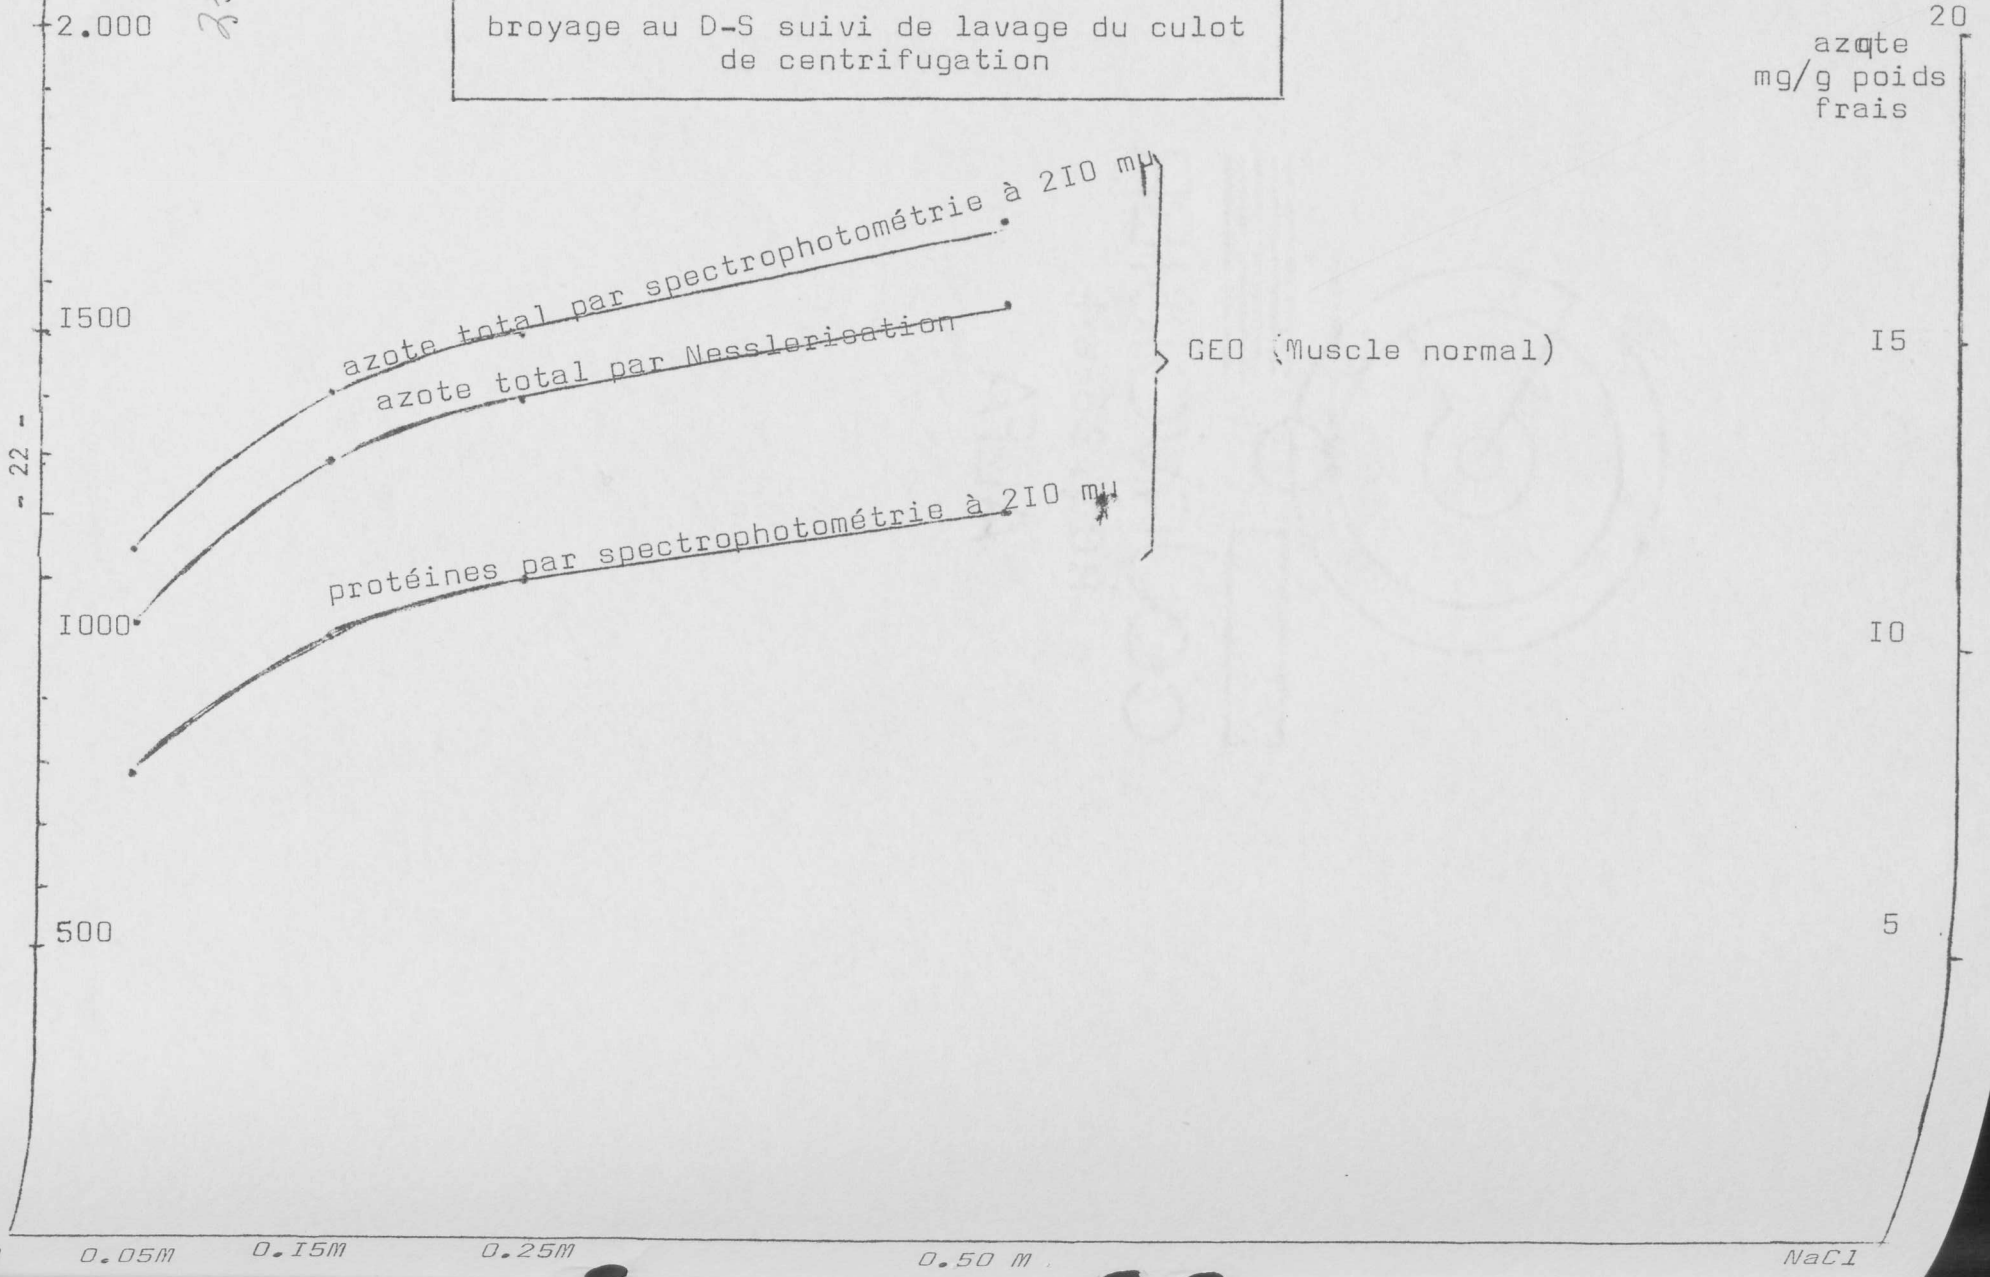 2.000
broyage au D-S suivi de lavage du culot
de centrifugation
20
azote
mg/g poids
frais
azote total par spectrophotométrie à 2I0 mµ
I500
azote total par Nesslerisation
GEO (Muscle normal)
I5
- 22 -
protéines par spectrophotométrie à 2I0 mµ
I000
I0
500
5
0.05M
0.I5M
0.25M
0.50 M
NaCl